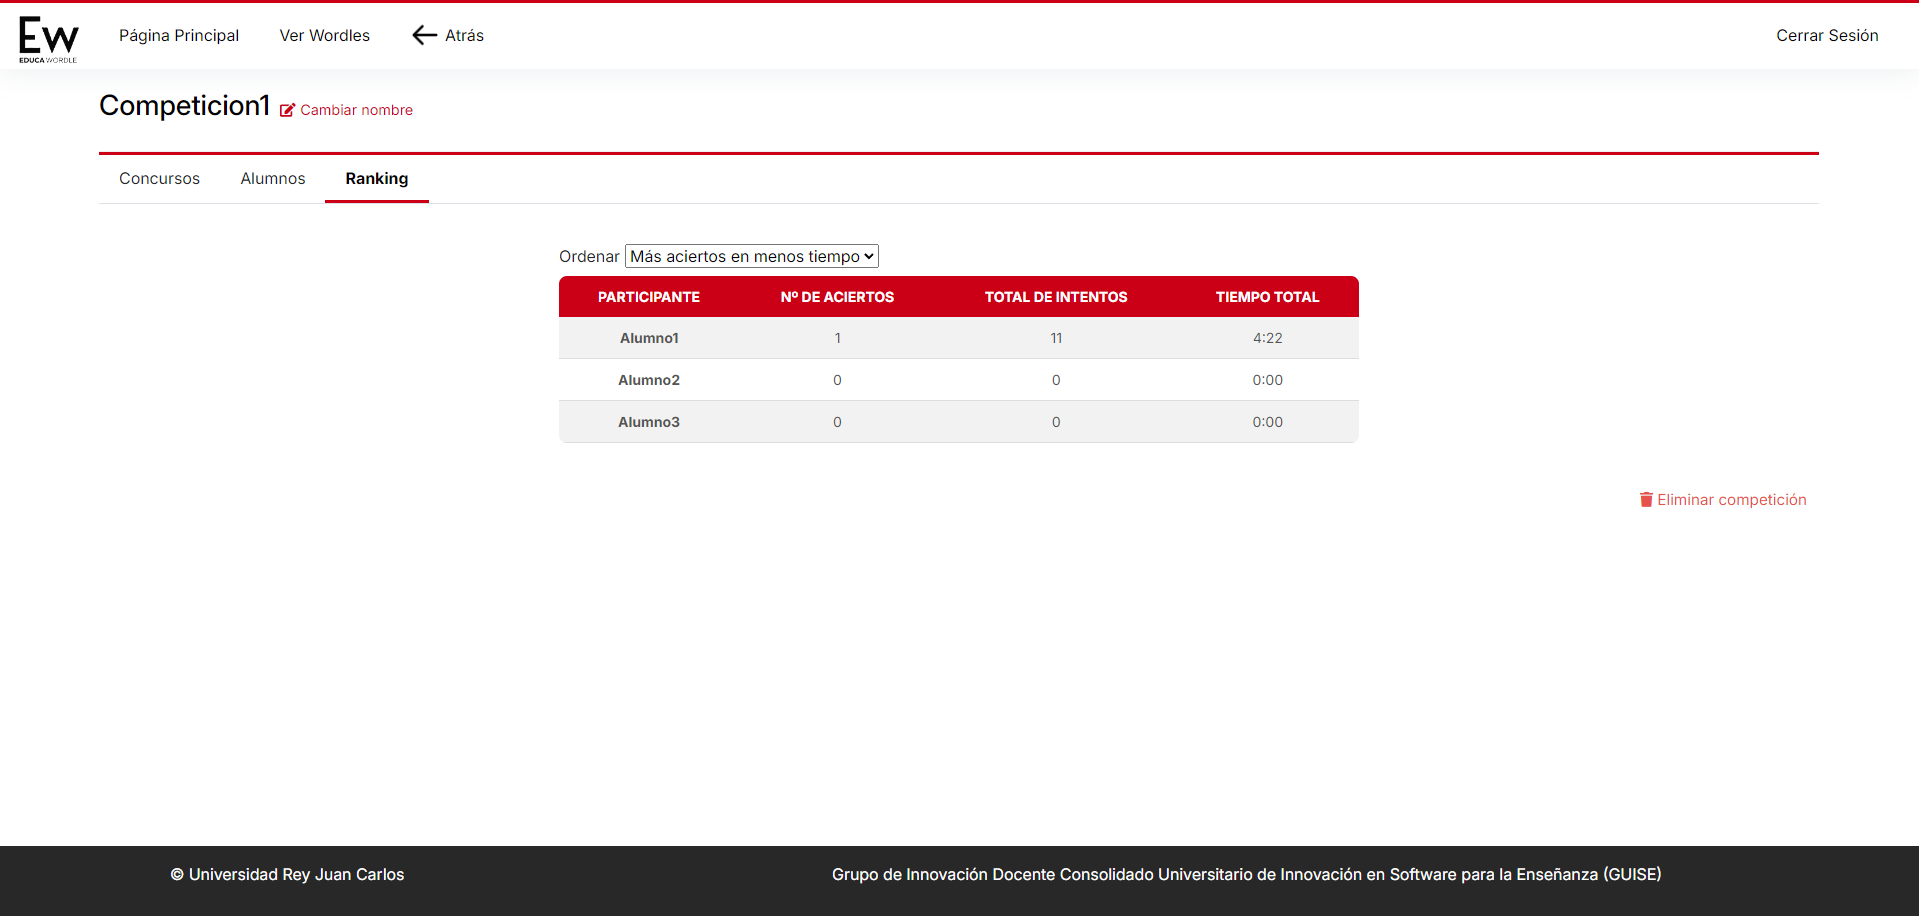 Ew
EDUCA WORDLE
Página Principal
Ver Wordles
Atrás
Cerrar Sesión
Competicion1
Cambiar nombre
Concursos
Alumnos
Ranking
Ordenar Más aciertos en menos tiempo
PARTICIPANTE Nº DE ACIERTOS TOTAL DE INTENTOS TIEMPO TOTAL
Alumno1 1 11 4:22
Alumno2 0 0 0:00
Alumno3 0 0 0:00
Eliminar competición
© Universidad Rey Juan Carlos
Grupo de Innovación Docente Consolidado Universitario de Innovación en Software para la Enseñanza (GUISE)